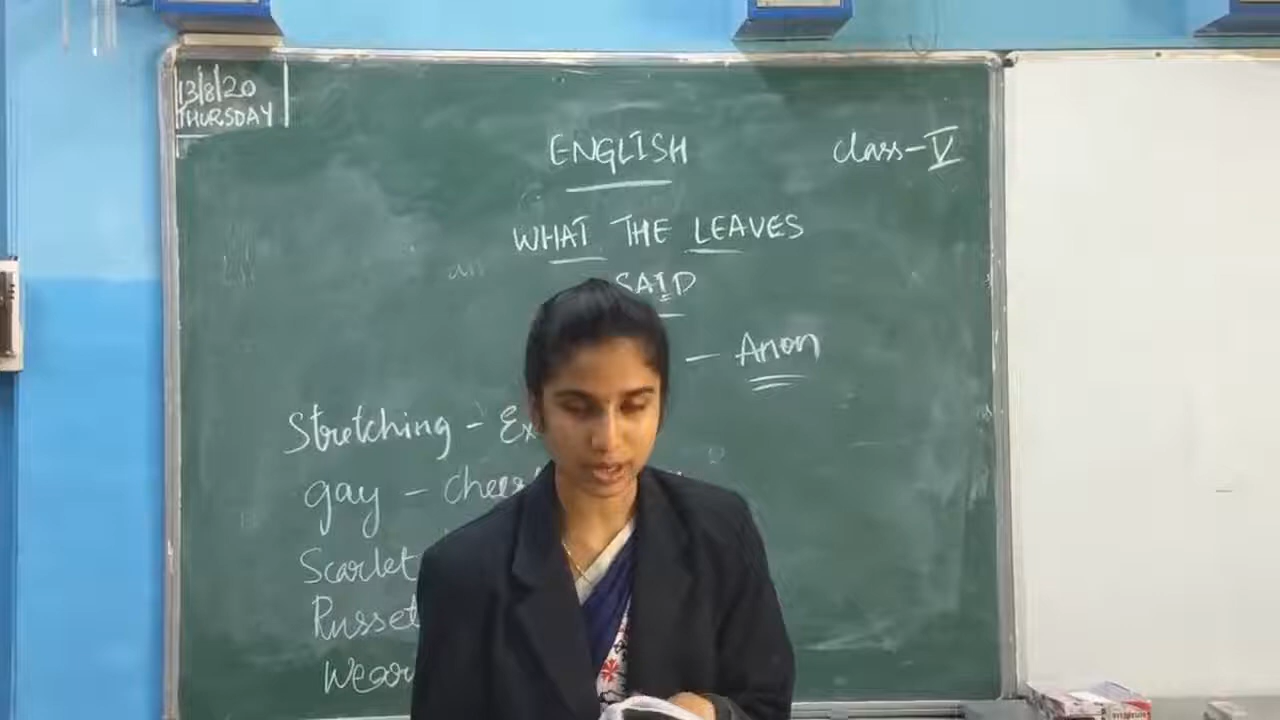 13/8/20
THURSDAY
ENGLISH
class-V
WHAT THE LEAVES
SAID
- Anon
Stretching - Ex
gay - cheer
Scarlet
Russet
Wear